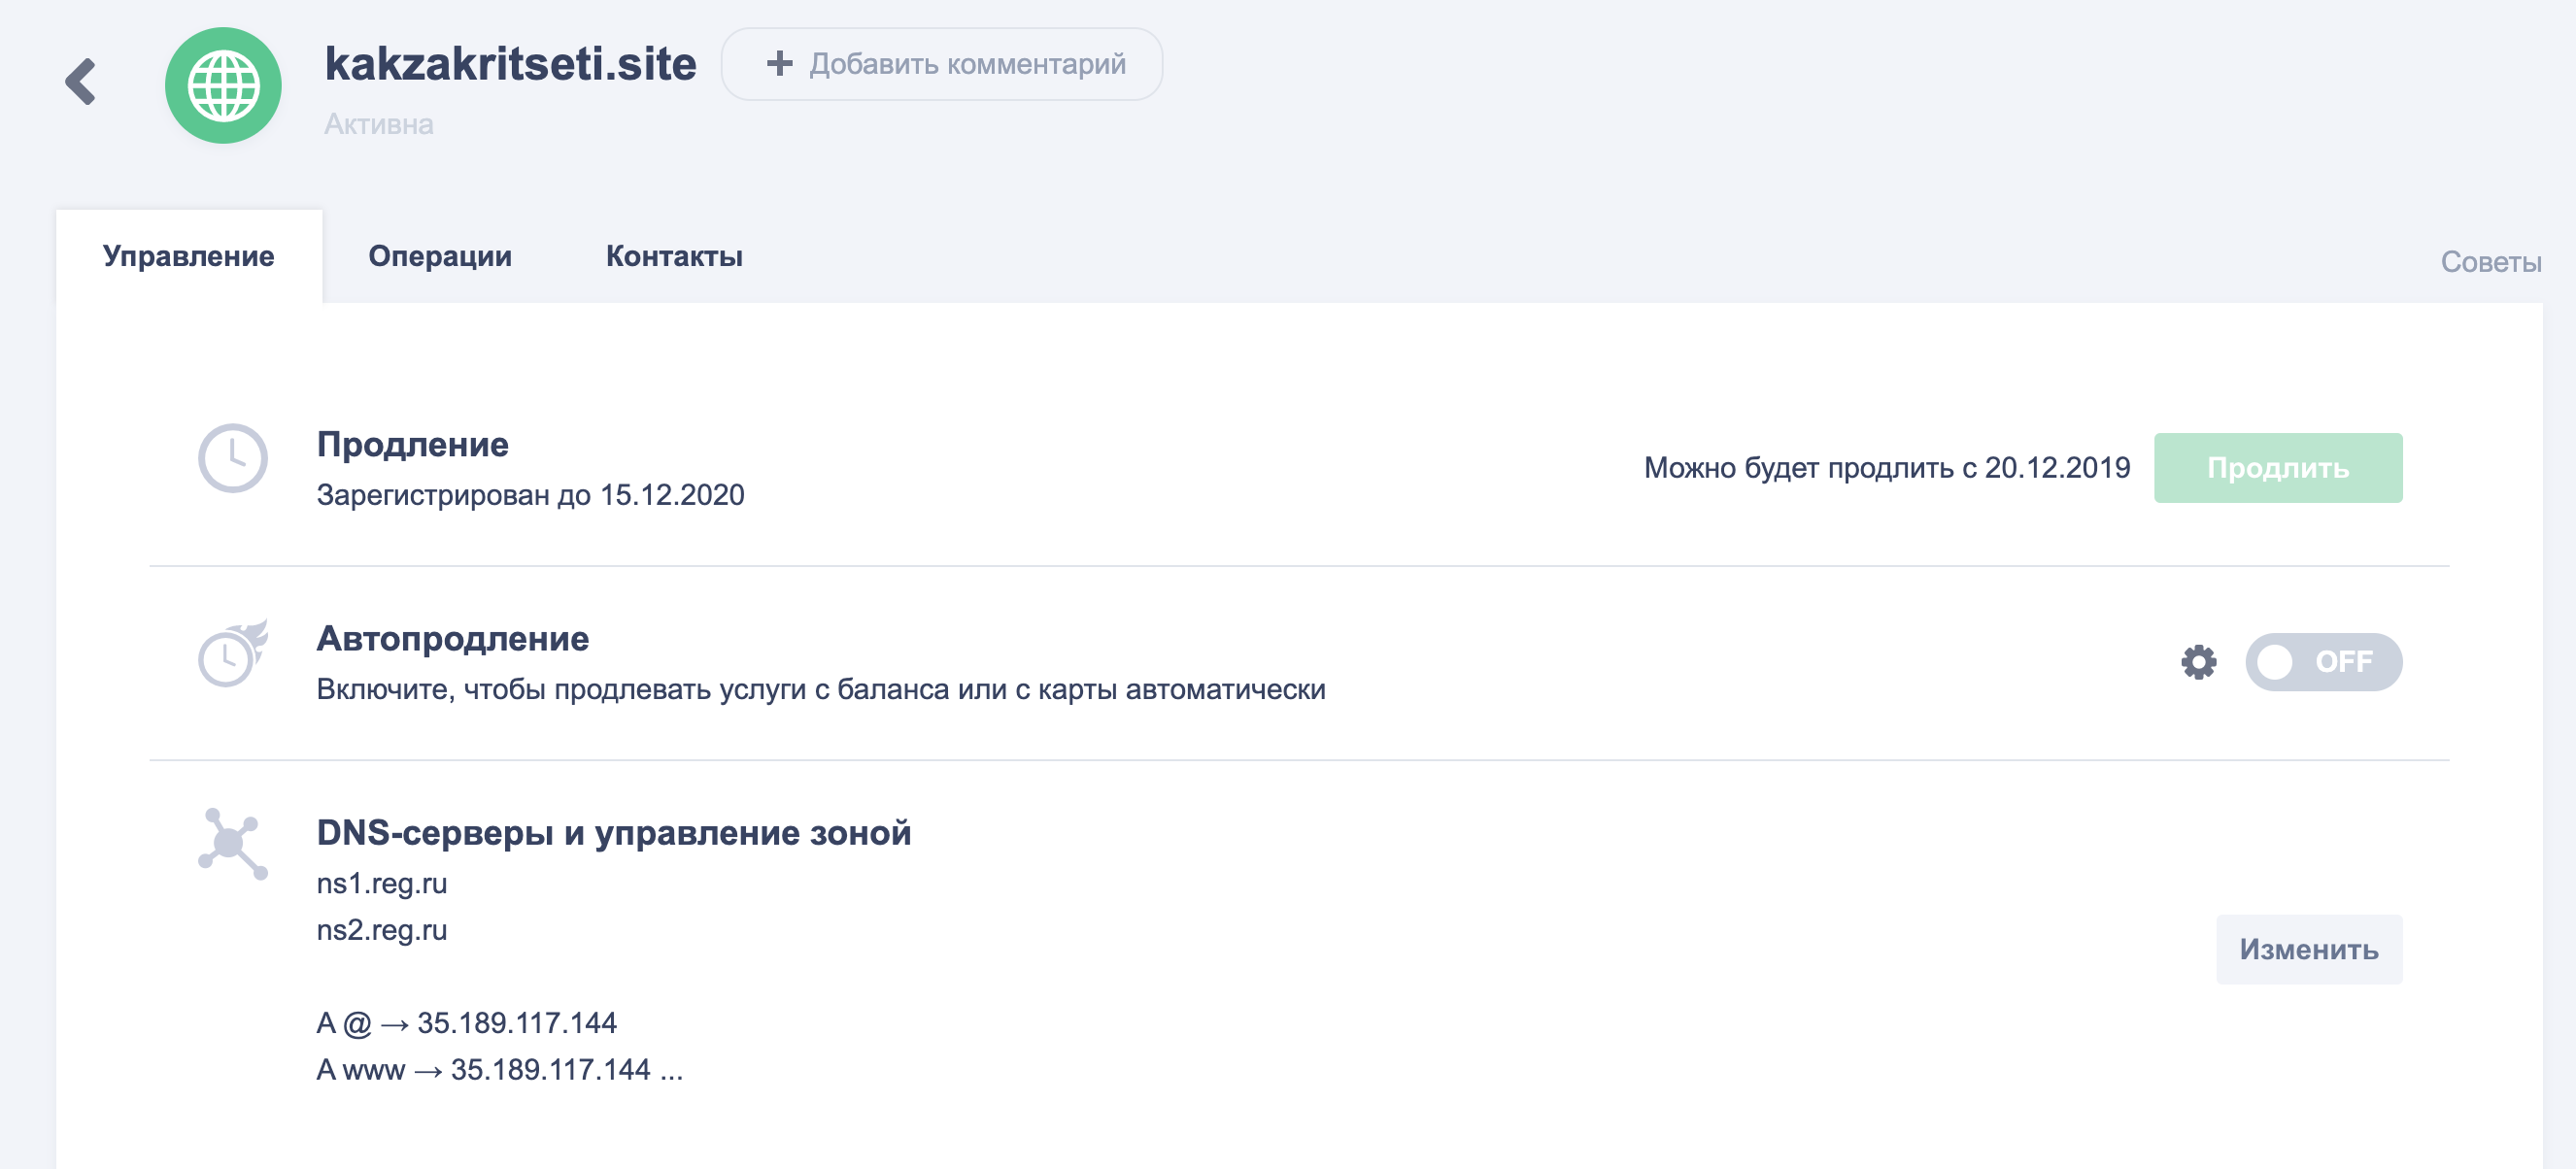 kakzakritseti.site
+ Добавить комментарий
Активна
Управление
Операции
Контакты
Советы
Продление
Зарегистрирован до 15.12.2020
Можно будет продлить с 20.12.2019
Продлить
Автопродление
Включите, чтобы продлевать услуги с баланса или с карты автоматически
OFF
DNS-серверы и управление зоной
ns1.reg.ru
ns2.reg.ru
Изменить
A @ → 35.189.117.144
A www → 35.189.117.144 ...